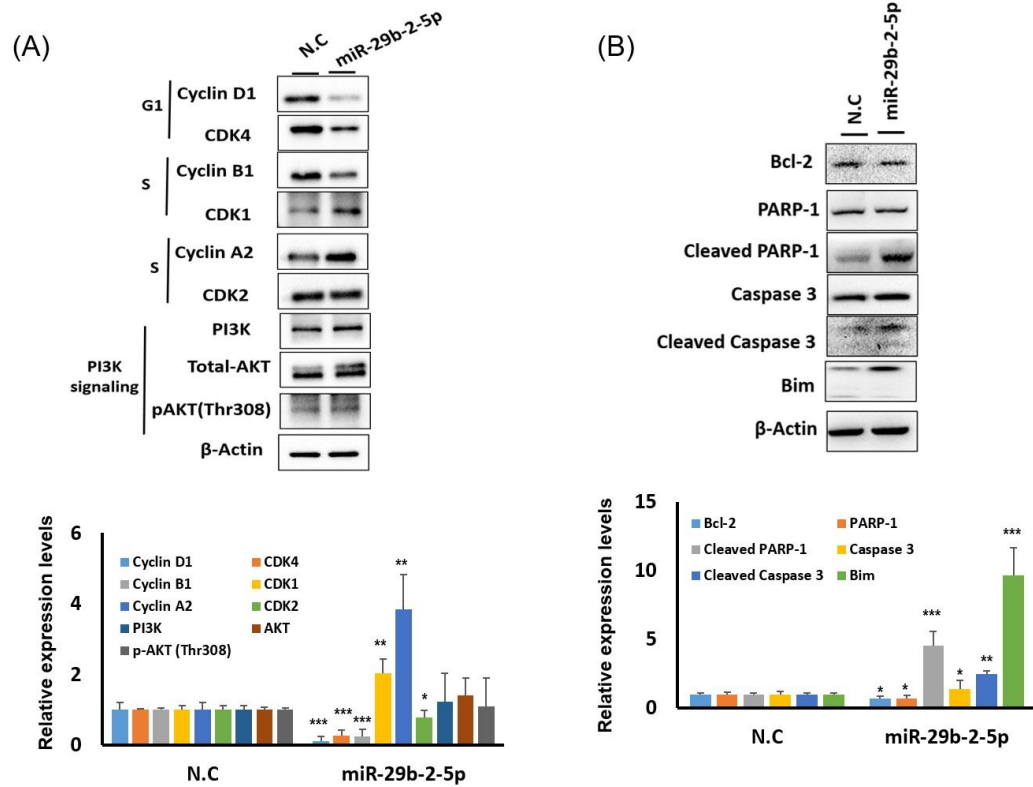 (A)
N.C
miR-29b-2-5p
G1
Cyclin D1
CDK4
S
Cyclin B1
CDK1
S
Cyclin A2
CDK2
PI3K signaling
PI3K
Total-AKT
pAKT(Thr308)
β-Actin
Relative expression levels
6
4
2
0
Cyclin D1
CDK4
Cyclin B1
CDK1
Cyclin A2
CDK2
PI3K
AKT
p-AKT (Thr308)
***
***
***
**
**
*
N.C
miR-29b-2-5p
(B)
N.C
miR-29b-2-5p
Bcl-2
PARP-1
Cleaved PARP-1
Caspase 3
Cleaved Caspase 3
Bim
β-Actin
Relative expression levels
15
10
5
0
Bcl-2
PARP-1
Cleaved PARP-1
Caspase 3
Cleaved Caspase 3
Bim
*
*
***
*
**
***
N.C
miR-29b-2-5p